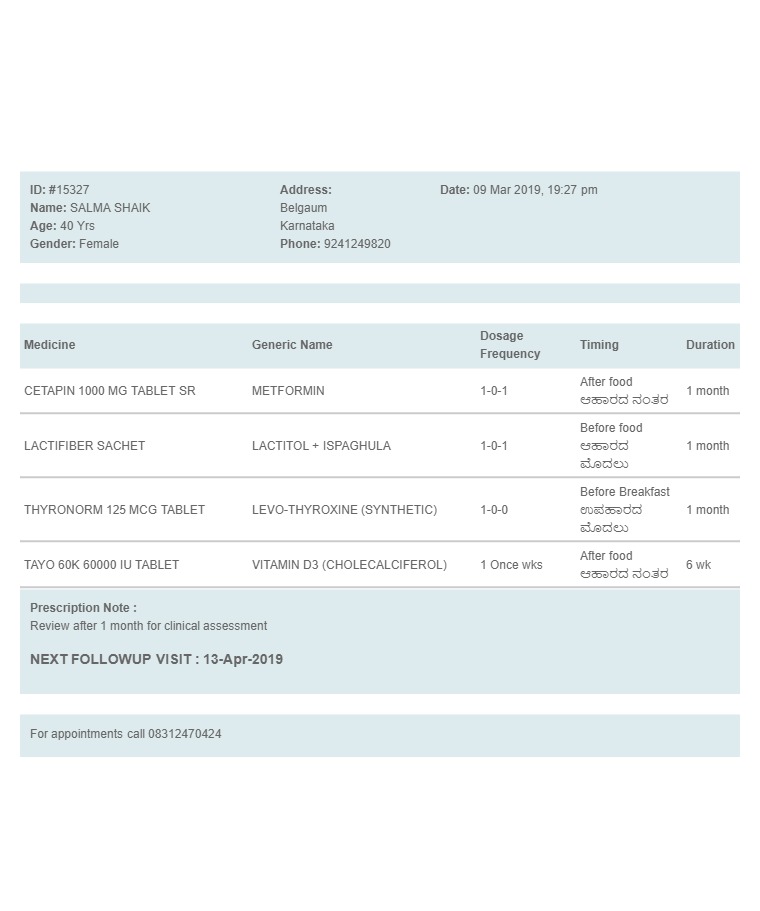 ID: #15327
Name: SALMA SHAIK
Age: 40 Yrs
Gender: Female
Address:
Belgaum
Karnataka
Phone: 9241249820
Date: 09 Mar 2019, 19:27 pm
Medicine Generic Name Dosage Frequency Timing Duration
CETAPIN 1000 MG TABLET SR METFORMIN 1-0-1 After food 1 month
ಆಹಾರದ ನಂತರ
LACTIFIBER SACHET LACTITOL + ISPAGHULA 1-0-1 Before food 1 month
ಆಹಾರದ
ಮೊದಲು
THYRONORM 125 MCG TABLET LEVO-THYROXINE (SYNTHETIC) 1-0-0 Before Breakfast 1 month
ಉಪಹಾರದ
ಮೊದಲು
TAYO 60K 60000 IU TABLET VITAMIN D3 (CHOLECALCIFEROL) 1 Once wks After food 6 wk
ಆಹಾರದ ನಂತರ
Prescription Note :
Review after 1 month for clinical assessment
NEXT FOLLOWUP VISIT : 13-Apr-2019
For appointments call 08312470424